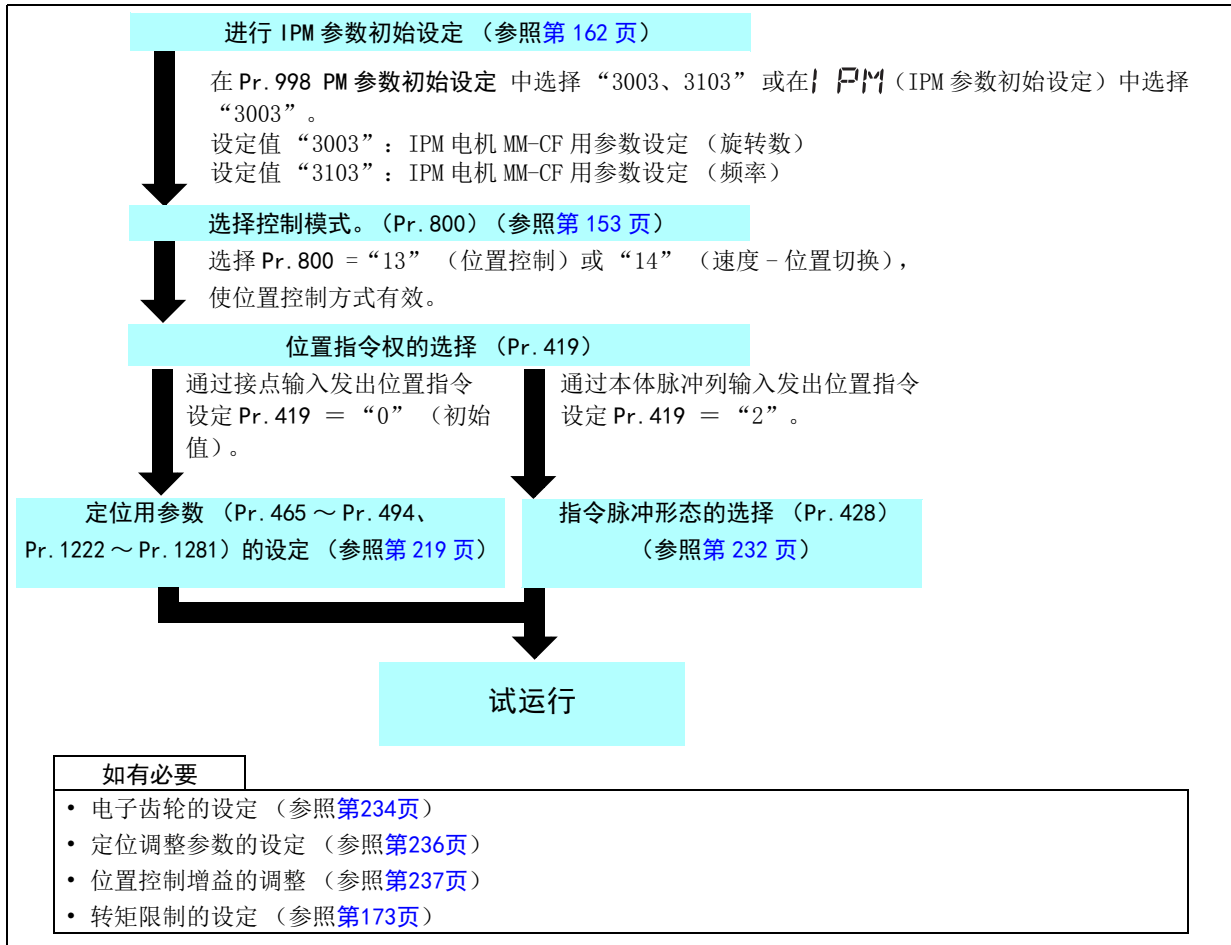 进行 IPM 参数初始设定 （参照第 162 页）
在 Pr.998 PM 参数初始设定 中选择 “3003、3103” 或在 IPM（IPM 参数初始设定）中选择
“3003”。
设定值 “3003”：IPM 电机 MM-CF 用参数设定 （旋转数）
设定值 “3103”：IPM 电机 MM-CF 用参数设定 （频率）
选择控制模式。（Pr.800）（参照第 153 页）
选择 Pr.800 =“13” （位置控制）或 “14” （速度 – 位置切换），
使位置控制方式有效。
位置指令权的选择 （Pr.419）
通过接点输入发出位置指令
设定 Pr.419 ＝ “0” （初始
值）。
通过本体脉冲列输入发出位置指令
设定 Pr.419 ＝ “2”。
定位用参数 （Pr.465 ～ Pr.494、
Pr.1222 ～ Pr.1281）的设定 （参照第 219 页）
指令脉冲形态的选择 （Pr.428）
（参照第 232 页）
试运行
如有必要
• 电子齿轮的设定 （参照第234页）
• 定位调整参数的设定 （参照第236页）
• 位置控制增益的调整 （参照第237页）
• 转矩限制的设定 （参照第173页）